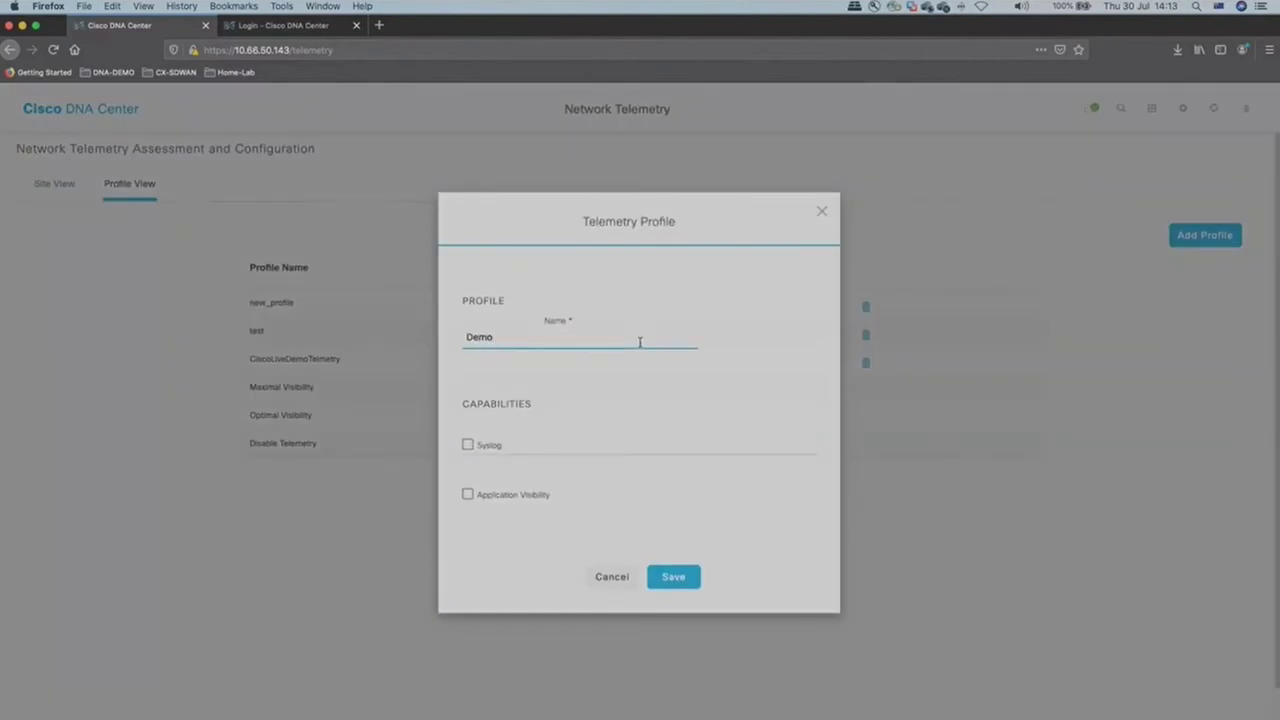 Firefox File Edit View History Bookmarks Tools Window Help 100% Thu 30 Jul 14:13
Cisco DNA Center Login - Cisco DNA Center
https://10.66.50.143/telemetry
Getting Started DNA-DEMO CX-SDWAN Home-Lab
Cisco DNA Center Network Telemetry
Network Telemetry Assessment and Configuration
Site View Profile View
Telemetry Profile
Add Profile
Profile Name
new_profile
test
CiscoLiveDemoTelmetry
Maximal Visibility
Optimal Visibility
Disable Telemetry
PROFILE
Name *
Demo
CAPABILITIES
Syslog
Application Visibility
Cancel Save